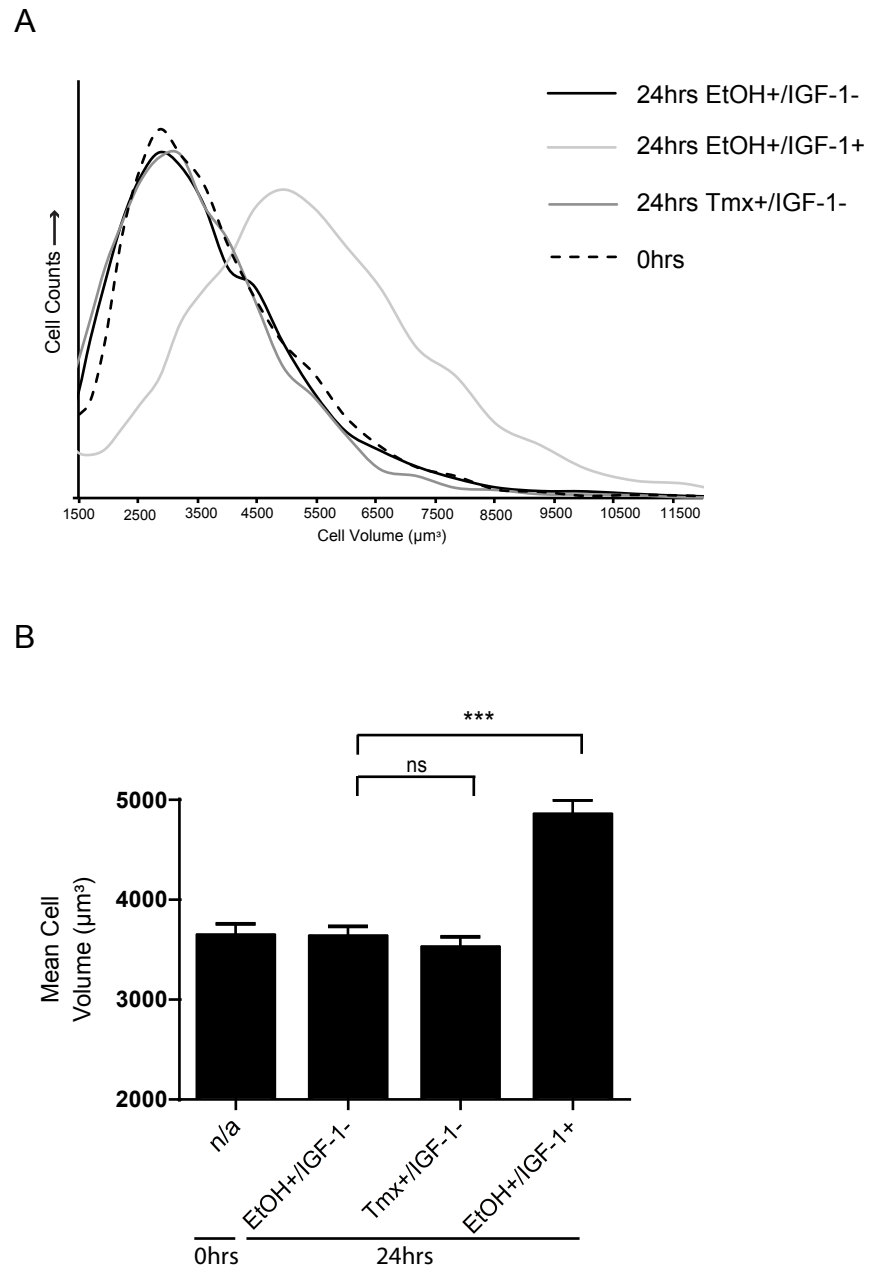 A
24hrs EtOH+/IGF-1-
24hrs EtOH+/IGF-1+
24hrs Tmx+/IGF-1-
0hrs
Cell Counts →
1500 2500 3500 4500 5500 6500 7500 8500 9500 10500 11500
Cell Volume (µm³)
B
***
ns
5000
4000
3000
2000
Mean Cell
Volume (µm³)
n/a
EtOH+/IGF-1-
Tmx+/IGF-1-
EtOH+/IGF-1+
0hrs 24hrs